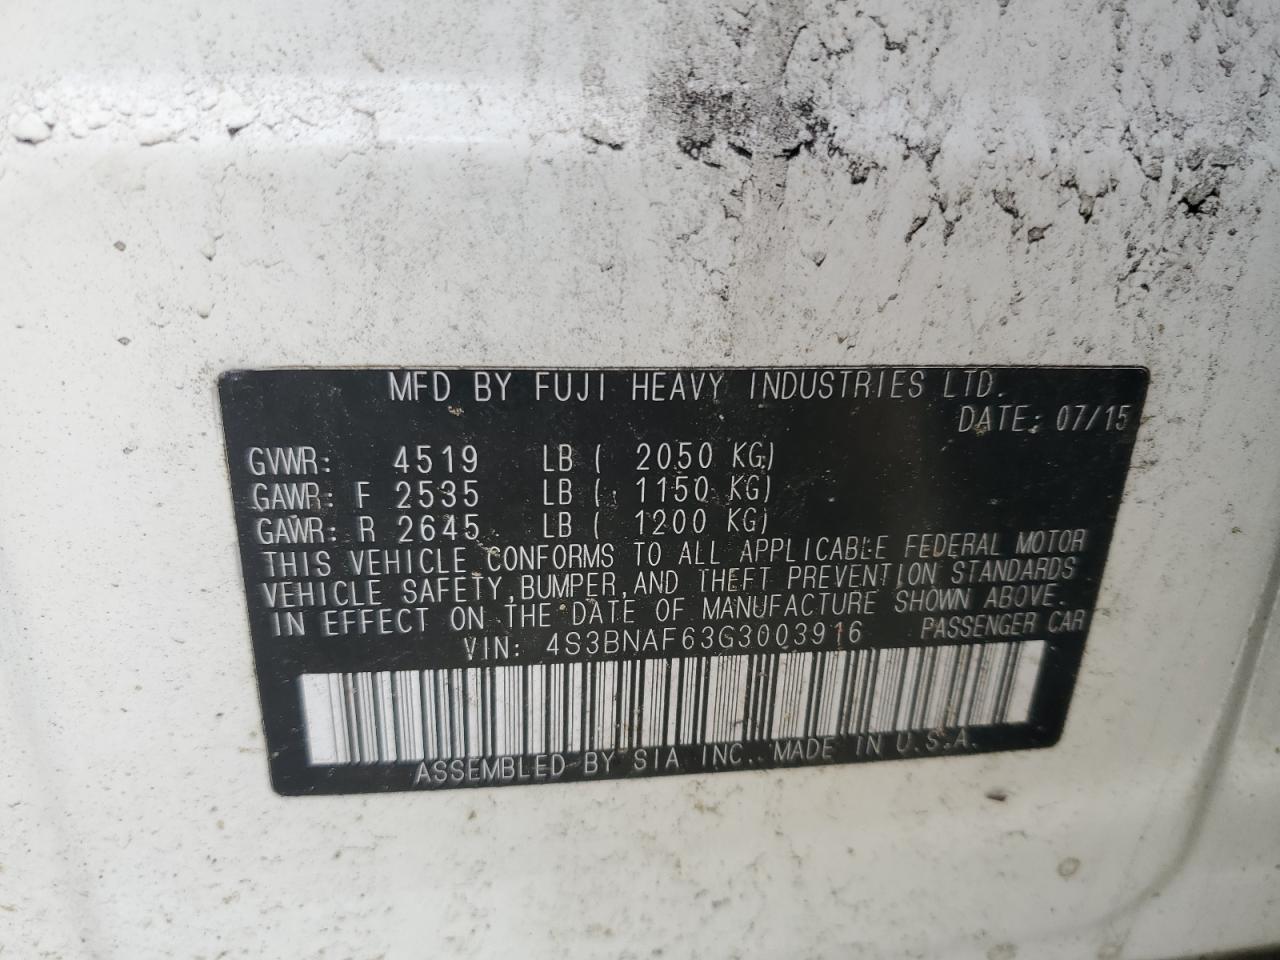 MFD BY FUJI HEAVY INDUSTRIES LTD.
DATE: 07/15
GVWR: 4519 LB ( 2050 KG)
GAWR: F 2535 LB ( 1150 KG)
GAWR: R 2645 LB ( 1200 KG)
THIS VEHICLE CONFORMS TO ALL APPLICABLE FEDERAL MOTOR
VEHICLE SAFETY, BUMPER, AND THEFT PREVENTION STANDARDS
IN EFFECT ON THE DATE OF MANUFACTURE SHOWN ABOVE.
VIN: 4S3BNAF63G3003916 PASSENGER CAR
ASSEMBLED BY SIA INC. MADE IN U.S.A.